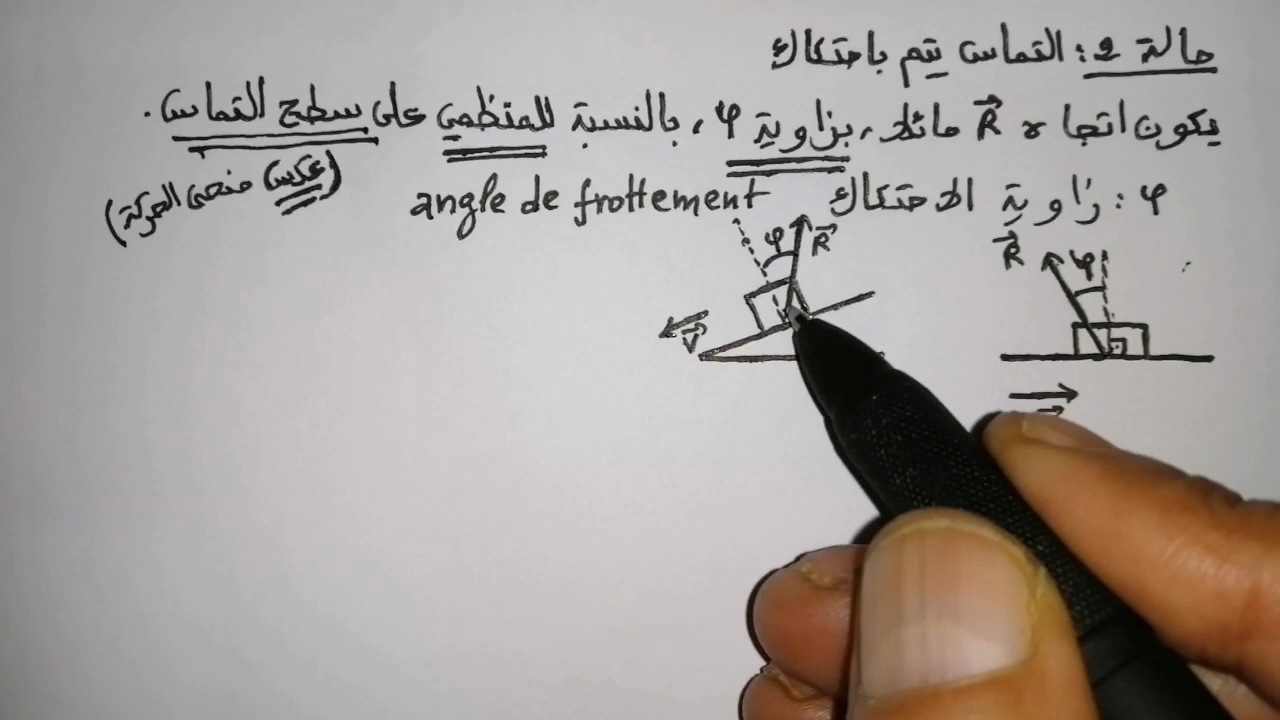 حالة 2 : التماس يتم باحتكاك
يكون اتجاه R مائلا، بزاوية φ، بالنسبة للمنظمي على سطح التماس.
(عكس منحى الحركة)
φ : زاوية الاحتكاك angle de frottement
φ R
V
R φ